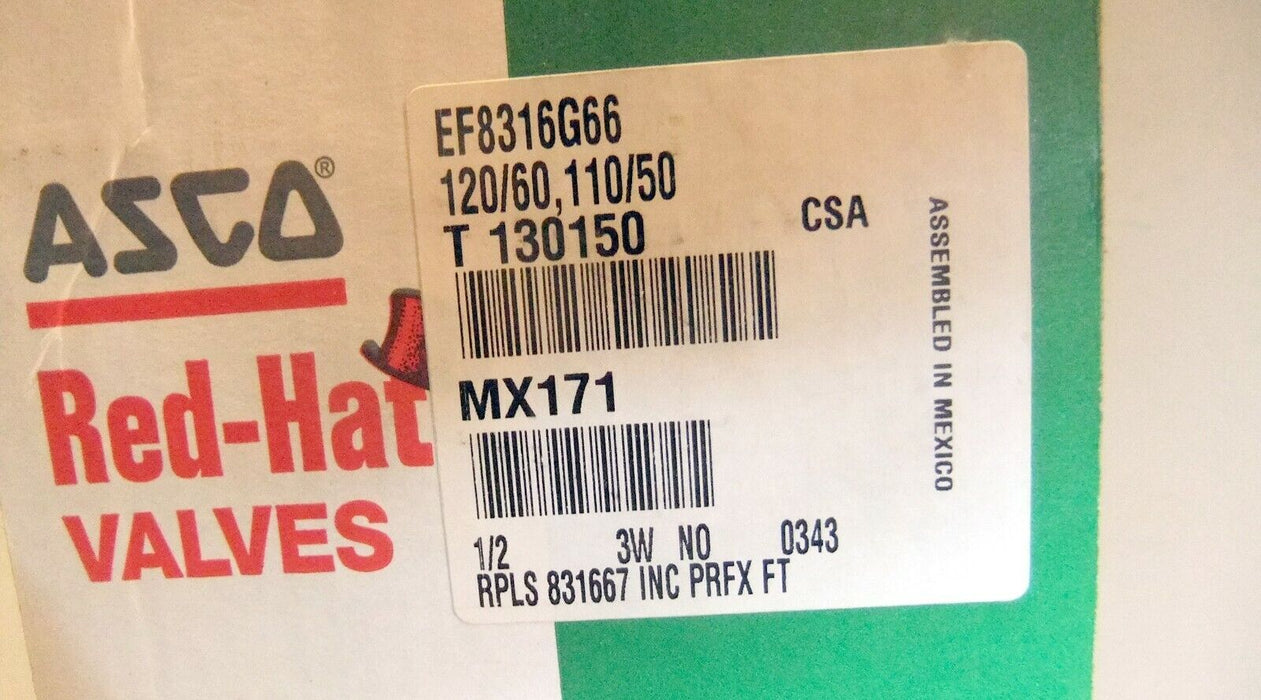 ASCO®
Red-Hat
VALVES
EF8316G66
120/60,110/50
T 130150
CSA
MX171
1/2 3W NO 0343
RPLS 831667 INC PRFX FT
ASSEMBLED IN MEXICO